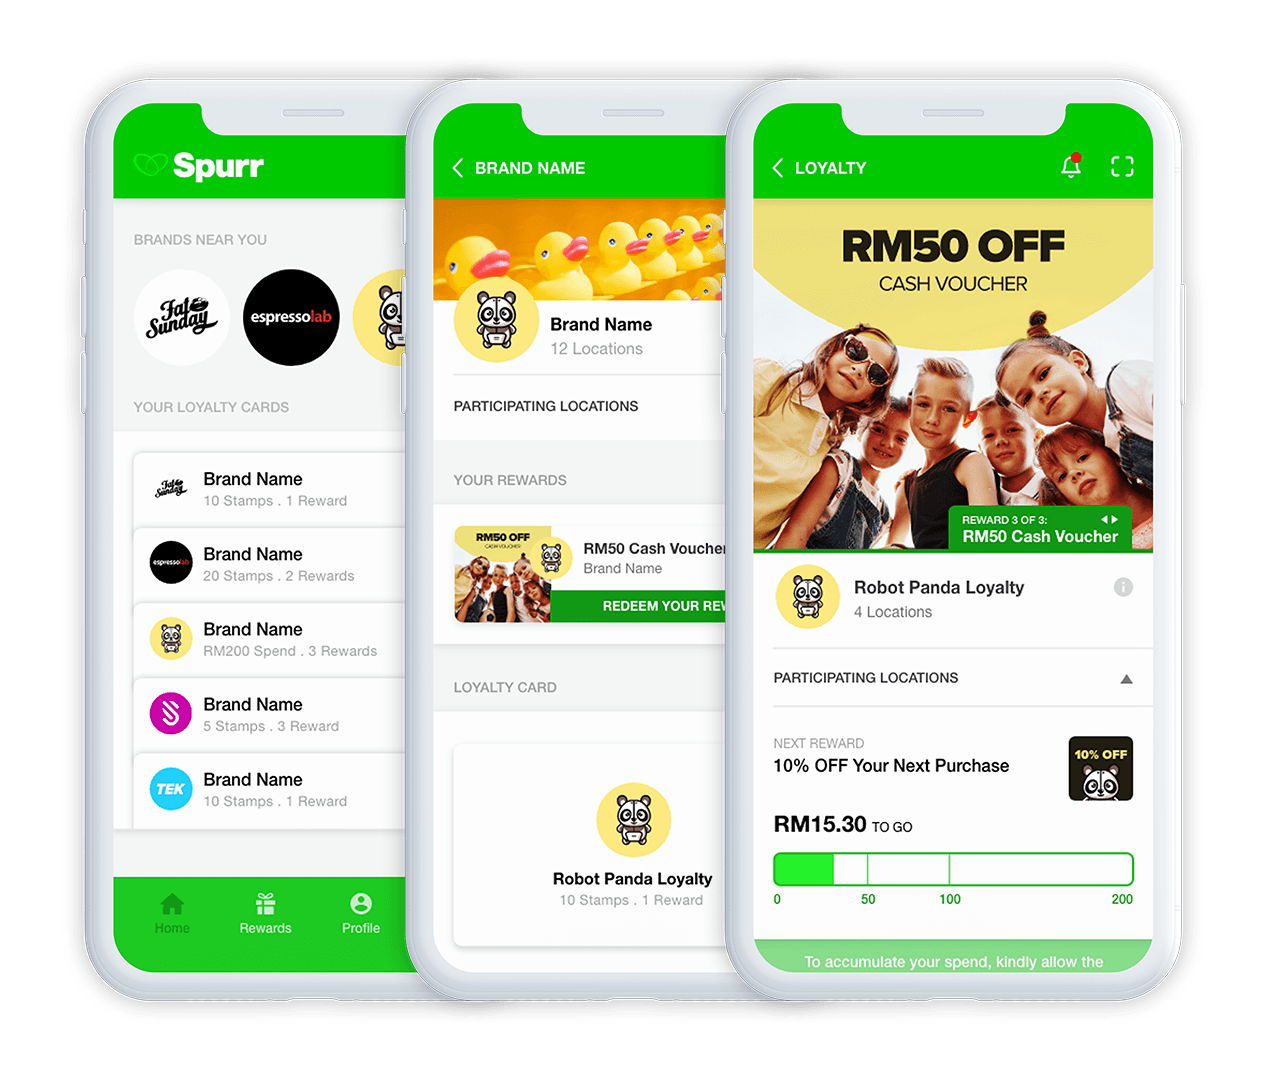 Spurr
BRANDS NEAR YOU
Fat
Sunday
espressolab
YOUR LOYALTY CARDS
Fat
Sunday
Brand Name
10 Stamps . 1 Reward
espressolab
Brand Name
20 Stamps . 2 Rewards
Brand Name
RM200 Spend . 3 Rewards
Brand Name
5 Stamps . 3 Reward
TEK
Brand Name
10 Stamps . 1 Reward
Home
Rewards
Profile
BRAND NAME
Brand Name
12 Locations
PARTICIPATING LOCATIONS
YOUR REWARDS
RM50 OFF
CASH VOUCHER
RM50 Cash Voucher
Brand Name
REDEEM YOUR REW
LOYALTY CARD
Robot Panda Loyalty
10 Stamps . 1 Reward
LOYALTY
RM50 OFF
CASH VOUCHER
REWARD 3 OF 3:
RM50 Cash Voucher
Robot Panda Loyalty
4 Locations
PARTICIPATING LOCATIONS
NEXT REWARD
10% OFF Your Next Purchase
10% OFF
RM15.30 TO GO
0 50 100 200
To accumulate your spend, kindly allow the